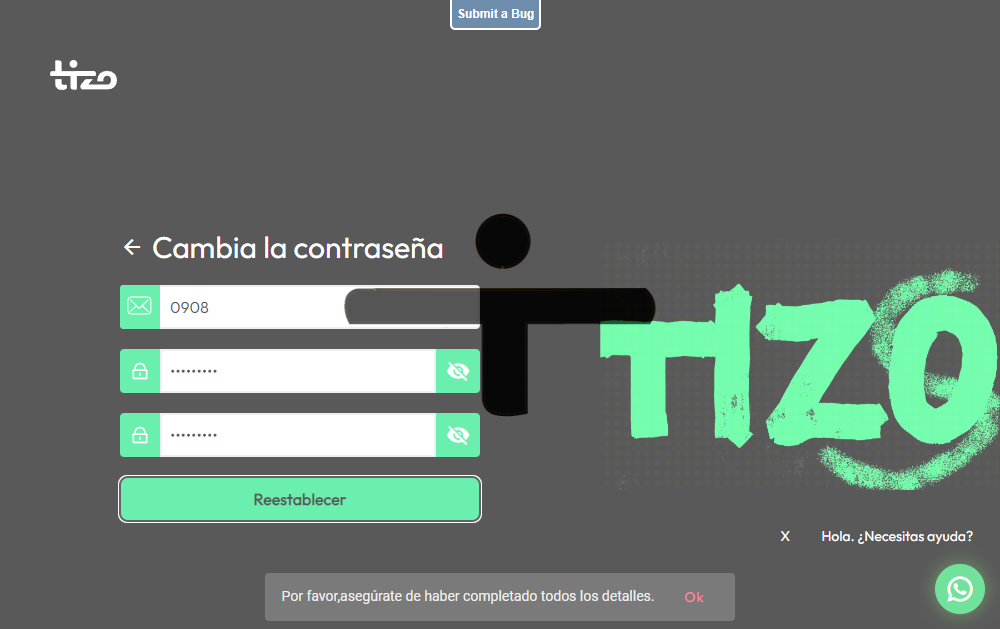 Submit a Bug
tizo
Cambia la contraseña
0908
•••••••••
•••••••••
Reestablecer
TIZO
X Hola. ¿Necesitas ayuda?
Por favor,asegúrate de haber completado todos los detalles. Ok